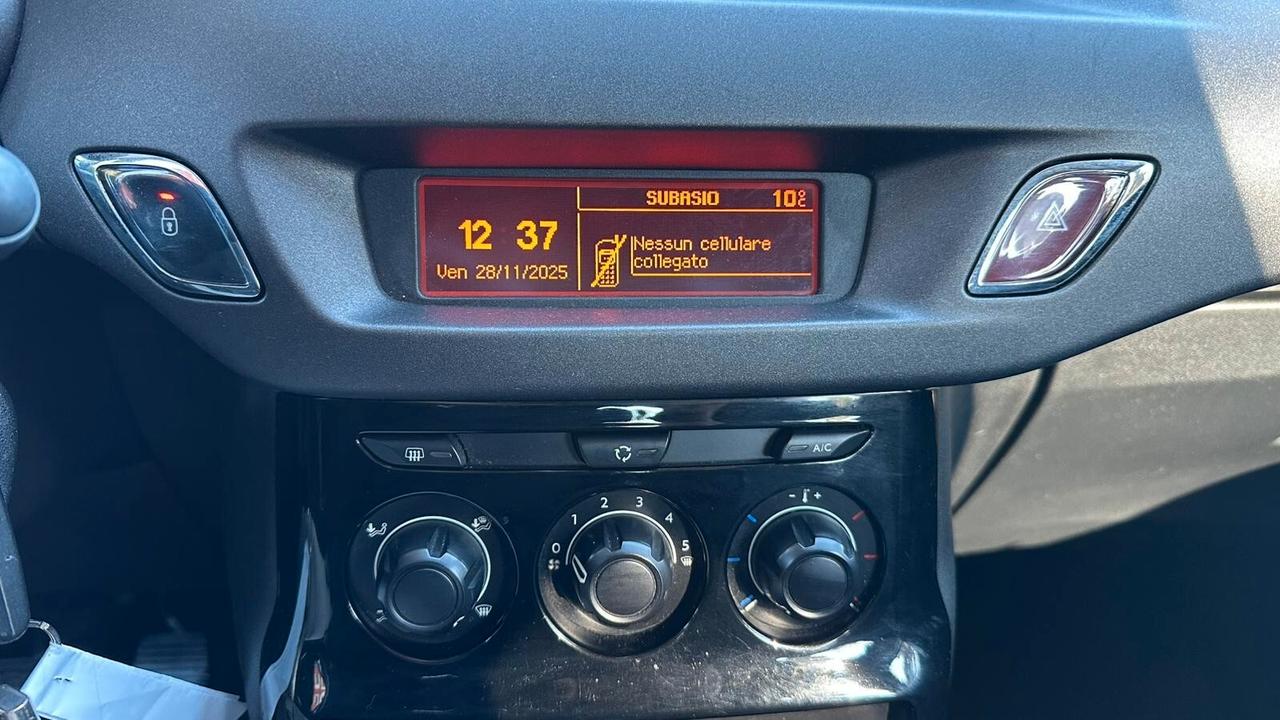 SUBASIO 10°C
12 37
Nessun cellulare
collegato
Ven 28/11/2025
A/C
0 1 2 3 4 5
- +